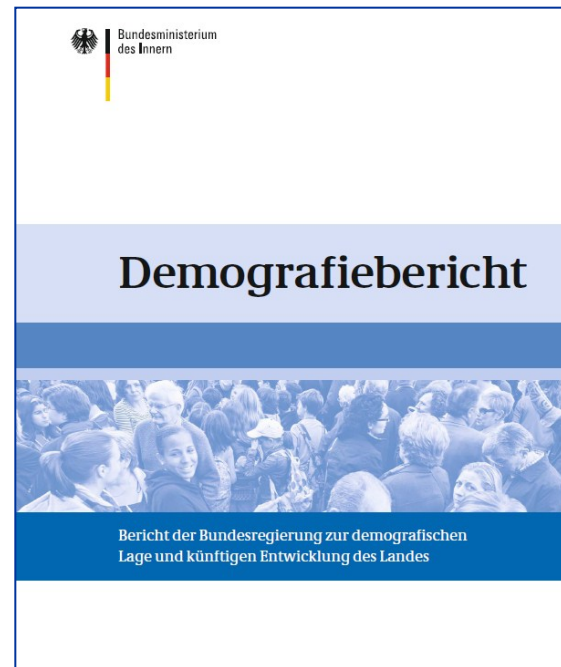 Bundesministerium
des Innern
Demografiebericht
Bericht der Bundesregierung zur demografischen
Lage und künftigen Entwicklung des Landes